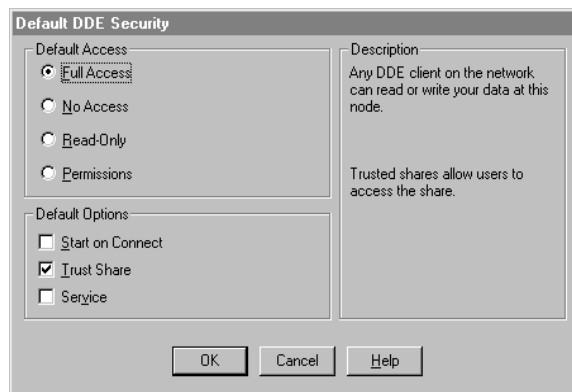 Default DDE Security
Default Access
Full Access
No Access
Read-Only
Permissions
Description
Any DDE client on the network
can read or write your data at this
node.
Trusted shares allow users to
access the share.
Default Options
Start on Connect
Trust Share
Service
OK
Cancel
Help